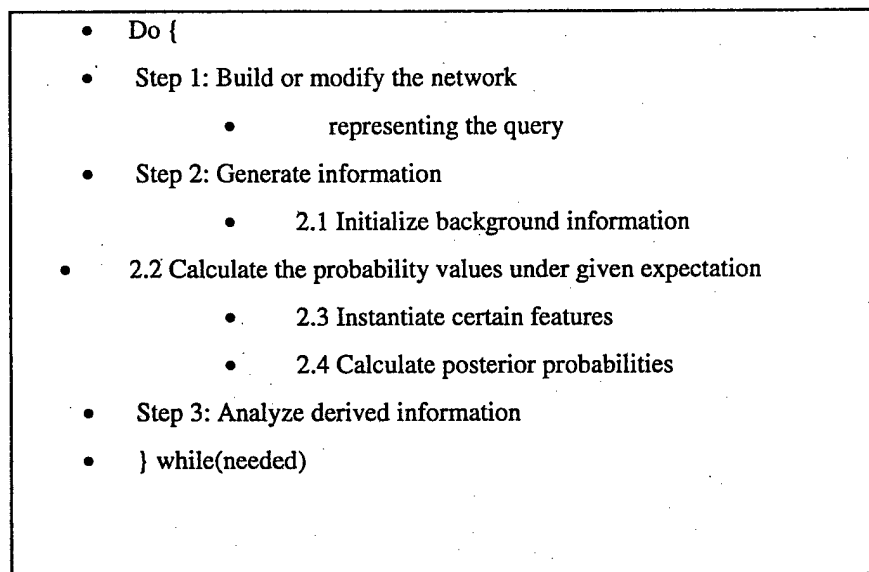 • Do {
• Step 1: Build or modify the network
• representing the query
• Step 2: Generate information
• 2.1 Initialize background information
• 2.2 Calculate the probability values under given expectation
• 2.3 Instantiate certain features
• 2.4 Calculate posterior probabilities
• Step 3: Analyze derived information
• } while(needed)